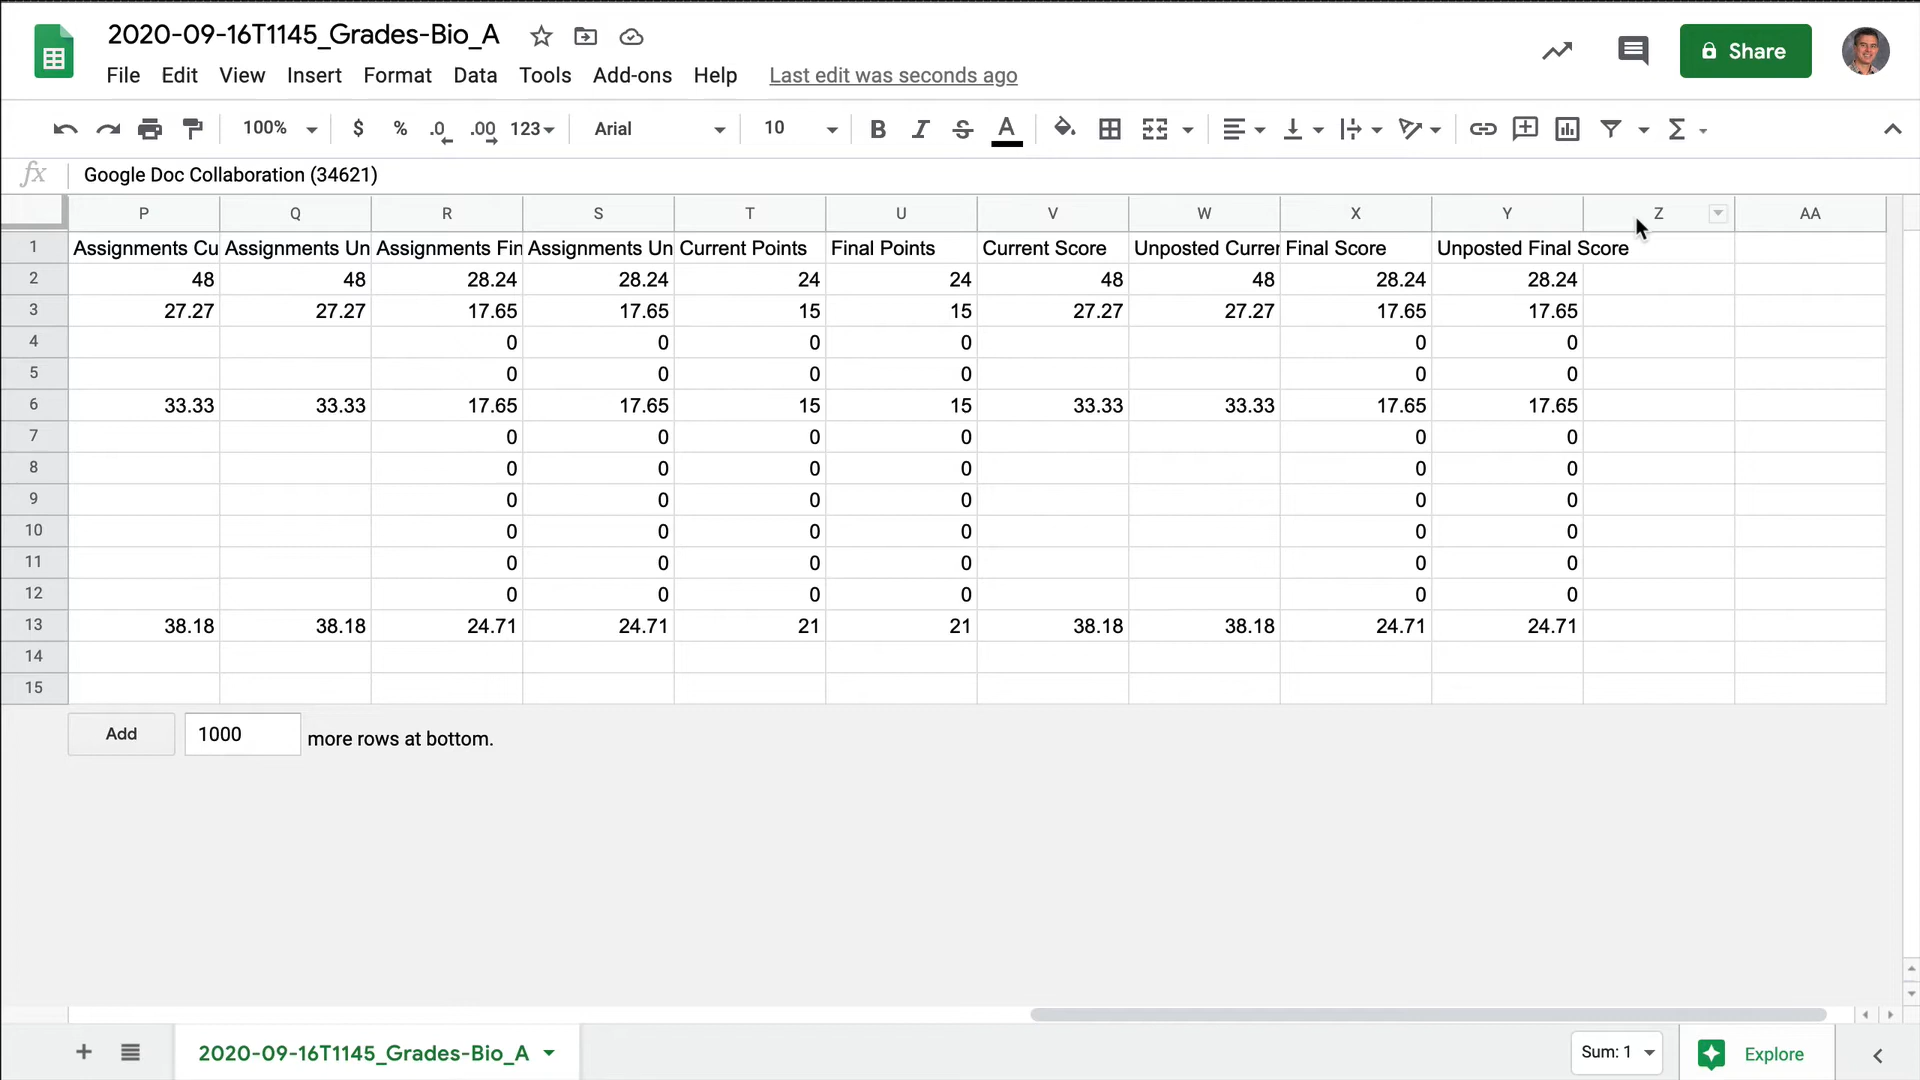 2020-09-16T1145_Grades-Bio_A
File Edit View Insert Format Data Tools Add-ons Help Last edit was seconds ago
Share
100% $ % .0 .00 123 Arial 10 B I S A Σ
fx Google Doc Collaboration (34621)
P Q R S T U V W X Y Z AA
1 Assignments Cu Assignments Un Assignments Fin Assignments Un Current Points Final Points Current Score Unposted Currer Final Score Unposted Final Score
2 48 48 28.24 28.24 24 24 48 48 28.24 28.24
3 27.27 27.27 17.65 17.65 15 15 27.27 27.27 17.65 17.65
4 0 0 0 0 0 0
5 0 0 0 0 0 0
6 33.33 33.33 17.65 17.65 15 15 33.33 33.33 17.65 17.65
7 0 0 0 0 0 0
8 0 0 0 0 0 0
9 0 0 0 0 0 0
10 0 0 0 0 0 0
11 0 0 0 0 0 0
12 0 0 0 0 0 0
13 38.18 38.18 24.71 24.71 21 21 38.18 38.18 24.71 24.71
14
15
Add 1000 more rows at bottom.
2020-09-16T1145_Grades-Bio_A Sum: 1 Explore